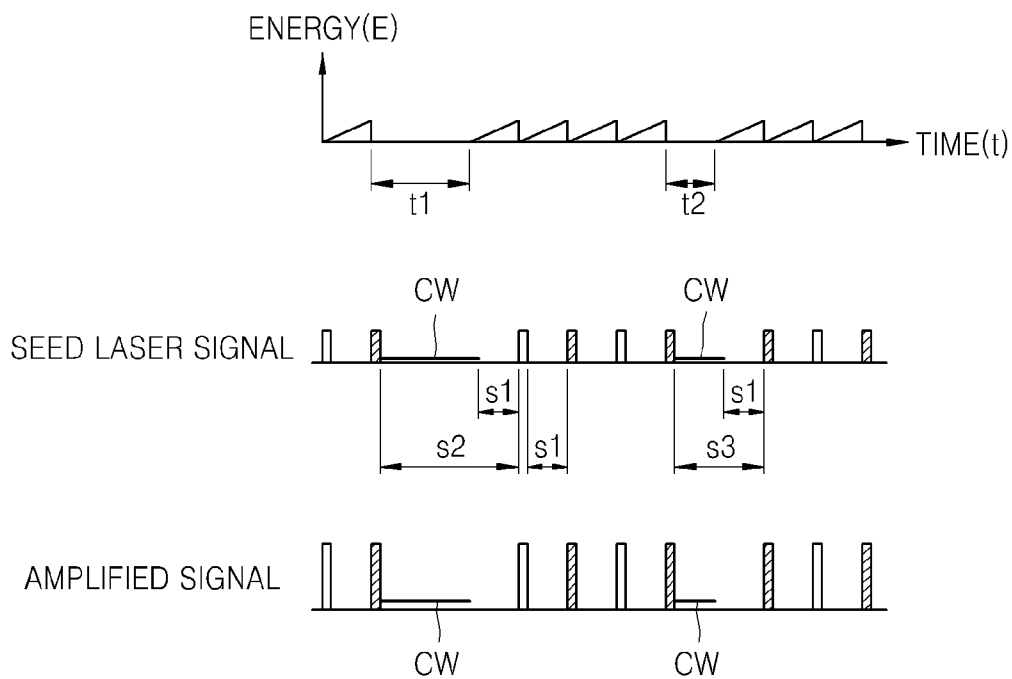 ENERGY(E)
TIME(t)
t1
t2
CW
CW
SEED LASER SIGNAL
s1
s1
s2
s1
s3
AMPLIFIED SIGNAL
CW
CW